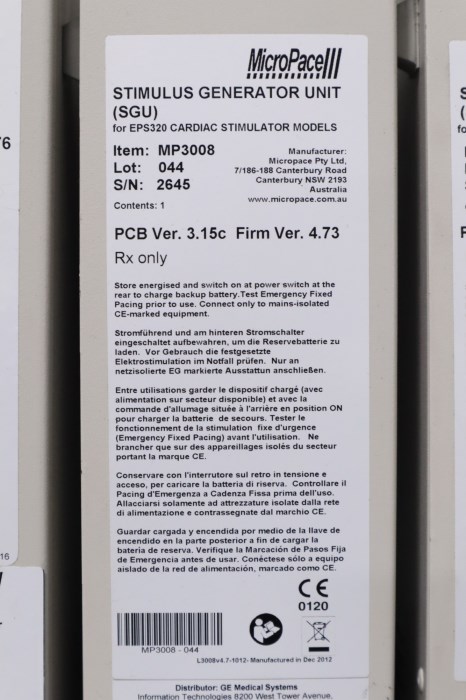 MicroPace
STIMULUS GENERATOR UNIT
(SGU)
for EPS320 CARDIAC STIMULATOR MODELS
Item: MP3008
Lot: 044
S/N: 2645
Contents: 1
Manufacturer:
Micropace Pty Ltd,
7/186-188 Canterbury Road
Canterbury NSW 2193
Australia
www.micropace.com.au
PCB Ver. 3.15c Firm Ver. 4.73
Rx only
Store energised and switch on at power switch at the
rear to charge backup battery.Test Emergency Fixed
Pacing prior to use. Connect only to mains-isolated
CE-marked equipment.
Stromführend und am hinteren Stromschalter
eingeschaltet aufbewahren, um die Reservebatterie zu
laden. Vor Gebrauch die festgesetzte
Elektrostimulation im Notfall prüfen. Nur an
netzisolierte EG markierte Ausstattun anschließen.
Entre utilisations garder le dispositif chargé (avec
alimentation sur secteur disponible) et avec la
commande d'allumage située à l'arrière en position ON
pour charger la batterie de secours. Tester le
fonctionnement de la stimulation fixe d'urgence
(Emergency Fixed Pacing) avant l'utilisation. Ne
brancher que sur des appareillages isolés du secteur
portant la marque CE.
Conservare con l'interrutore sul retro in tensione e
acceso, per caricare la batteria di riserva. Controllare il
Pacing d'Emergenza a Cadenza Fissa prima dell'uso.
Allacciarsi solamente ad attrezzature isolate dalla rete
di alimentazione e contrassegnate dal marchio CE.
Guardar cargada y encendida por medio de la llave de
encendido en la parte posterior a fin de cargar la
bateria de reserva. Verifique la Marcación de Pasos Fija
de Emergencia antes de usar. Conéctese sólo a equipo
aislado de la red de alimentación, marcado como CE.
CE
0120
MP3008 - 044
L3008v4.7-1012- Manufactured in Dec 2012
Distributor: GE Medical Systems
Information Technologies 8200 West Tower Avenue,
16